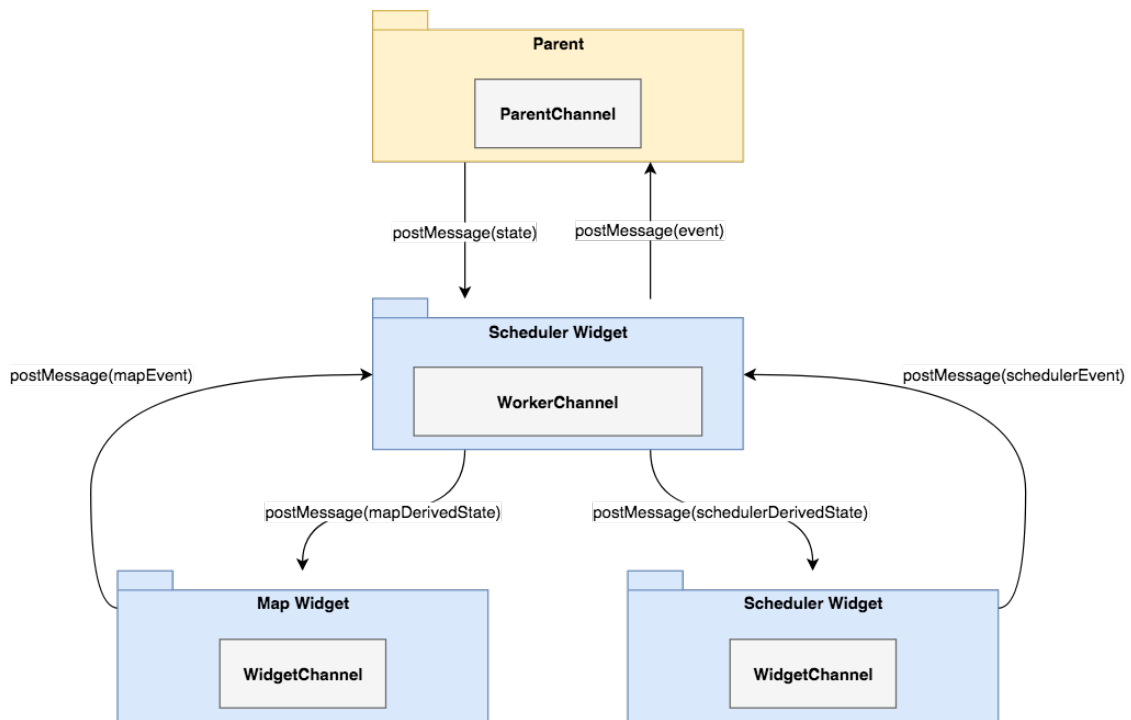 Parent
ParentChannel
postMessage(state)
postMessage(event)
Scheduler Widget
postMessage(mapEvent)
postMessage(schedulerEvent)
WorkerChannel
postMessage(mapDerivedState)
postMessage(schedulerDerivedState)
Map Widget
Scheduler Widget
WidgetChannel
WidgetChannel